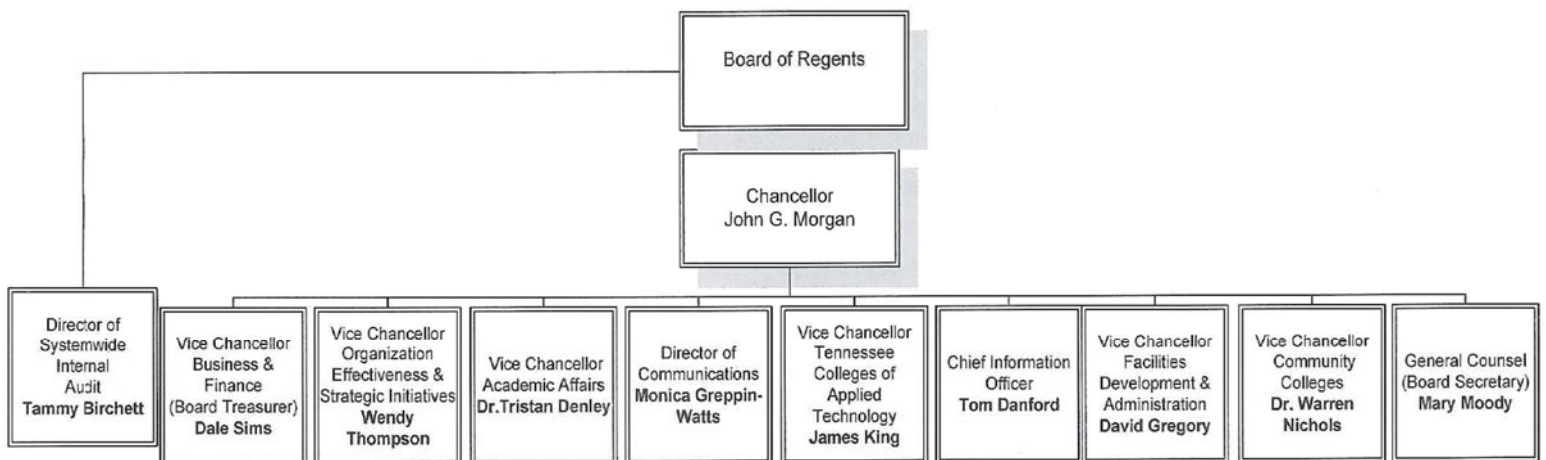 Board of Regents
Chancellor
John G. Morgan
Director of
Systemwide
Internal
Audit
Tammy Birchett
Vice Chancellor
Business &
Finance
(Board Treasurer)
Dale Sims
Vice Chancellor
Organization
Effectiveness &
Strategic Initiatives
Wendy
Thompson
Vice Chancellor
Academic Affairs
Dr.Tristan Denley
Director of
Communications
Monica Greppin-
Watts
Vice Chancellor
Tennessee
Colleges of
Applied
Technology
James King
Chief Information
Officer
Tom Danford
Vice Chancellor
Facilities
Development &
Administration
David Gregory
Vice Chancellor
Community
Colleges
Dr. Warren
Nichols
General Counsel
(Board Secretary)
Mary Moody